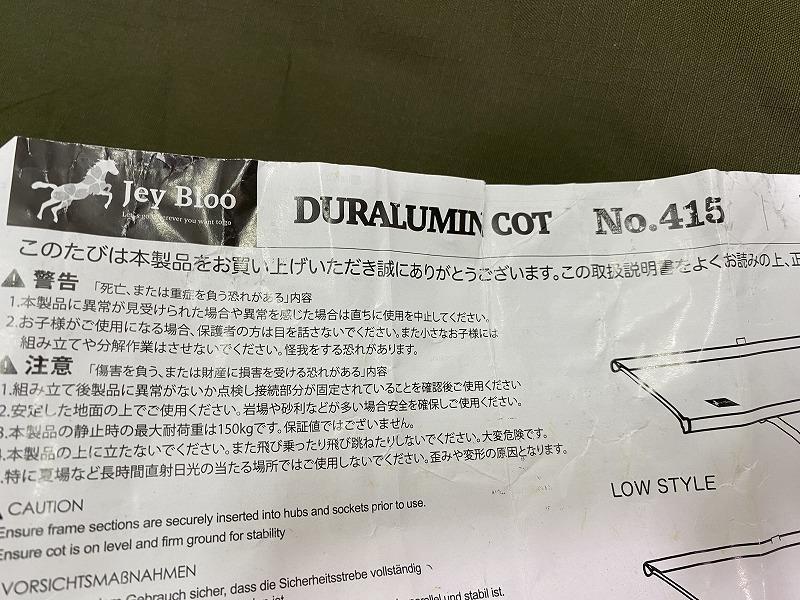 Jey Bloo
Let's go wherever you want to go
DURALUMIN COT No.415
このたびは本製品をお買い上げいただき誠にありがとうございます。この取扱説明書をよくお読みの上、正
警告 「死亡、または重症を負う恐れがある」内容
1.本製品に異常が見受けられた場合や異常を感じた場合は直ちに使用を中止してください。
2.お子様がご使用になる場合、保護者の方は目を話さないでください。また小さなお子様には
組み立てや分解作業はさせないでください。怪我をする恐れがあります。
注意 「傷害を負う、または財産に損害を受ける恐れがある」内容
1.組み立て後製品に異常がないか点検し接続部分が固定されていることを確認後ご使用ください
2.安定した地面の上でご使用ください。岩場や砂利などが多い場合安全を確保しご使用ください。
3.本製品の静止時の最大耐荷重は150kgです。保証値ではございません。
.本製品の上に立たないでください。また飛び乗ったり飛び跳ねたりしないでください。大変危険です。
.特に夏場など長時間直射日光の当たる場所ではご使用しないでください。歪みや変形の原因となります。
LOW STYLE
CAUTION
Ensure frame sections are securely inserted into hubs and sockets prior to use.
Ensure cot is on level and firm ground for stability
VORSICHTSMAßNAHMEN
Gebrauch sicher, dass die Sicherheitsstrebe vollständig
parallel und stabil ist.